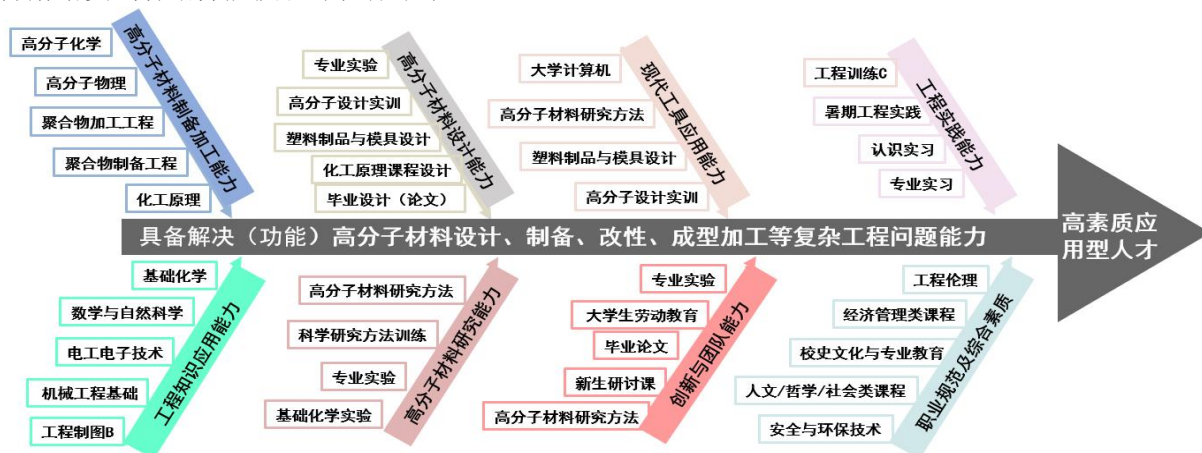 高分子化学
高分子物理
聚合物加工工程
聚合物制备工程
化工原理
高分子材料制备加工能力
专业实验
高分子设计实训
塑料制品与模具设计
化工原理课程设计
毕业设计（论文）
高分子材料设计能力
大学计算机
高分子材料研究方法
塑料制品与模具设计
高分子设计实训
现代工具应用能力
工程训练C
暑期工程实践
认识实习
专业实习
工程实践能力
具备解决（功能）高分子材料设计、制备、改性、成型加工等复杂工程问题能力
高素质应
用型人才
基础化学
数学与自然科学
电工电子技术
机械工程基础
工程制图B
工程知识应用能力
高分子材料研究方法
科学研究方法训练
专业实验
基础化学实验
高分子材料研究能力
专业实验
大学生劳动教育
毕业论文
新生研讨课
高分子材料研究方法
创新与团队能力
工程伦理
经济管理类课程
校史文化与专业教育
人文/哲学/社会类课程
安全与环保技术
职业规范及综合素质